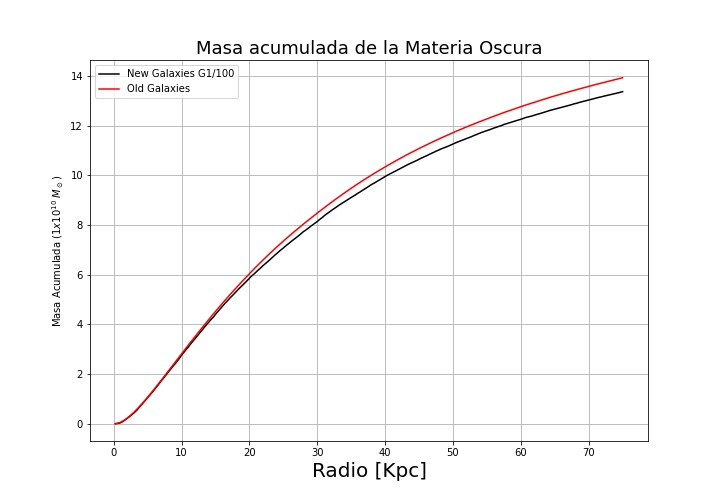 Masa acumulada de la Materia Oscura
New Galaxies G1/100
Old Galaxies
Masa Acumulada (1x10^10 M_⊙)
14
12
10
8
6
4
2
0
0 10 20 30 40 50 60 70
Radio [Kpc]